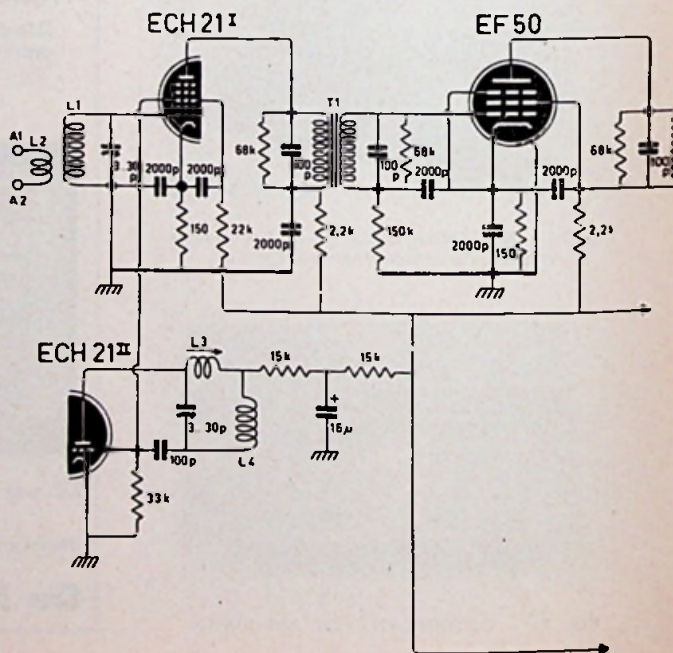 ECH 21 I
EF 50
A1
L2
L1
A2
3..30 p
2000p
2000p
150
22k
68k
100 p
2000p
T1
2,2k
100 p
68k
150k
2000p
2000p
150
2000p
68k
100 p
2,2k
ECH 21 II
L3
15k
15k
3..30p
L4
+
16µ
100p
33k